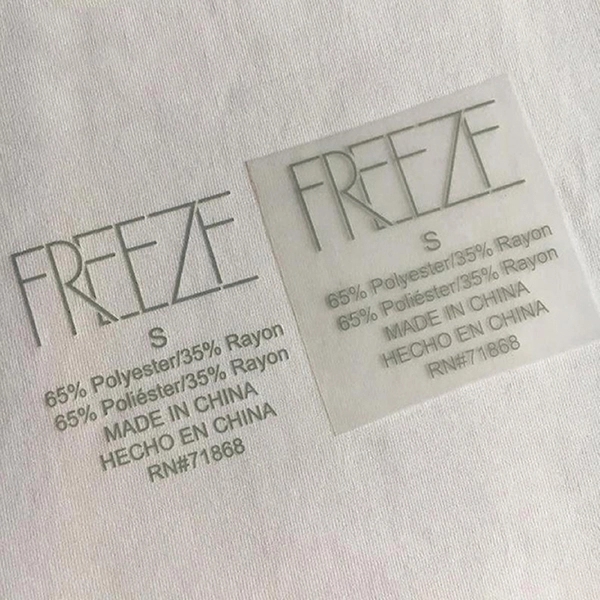 FREEZE
S
65% Polyester/35% Rayon
65% Poliéster/35% Rayon
MADE IN CHINA
HECHO EN CHINA
RN#71868
FREEZE
S
65% Polyester/35% Rayon
65% Poliéster/35% Rayon
MADE IN CHINA
HECHO EN CHINA
RN#71868